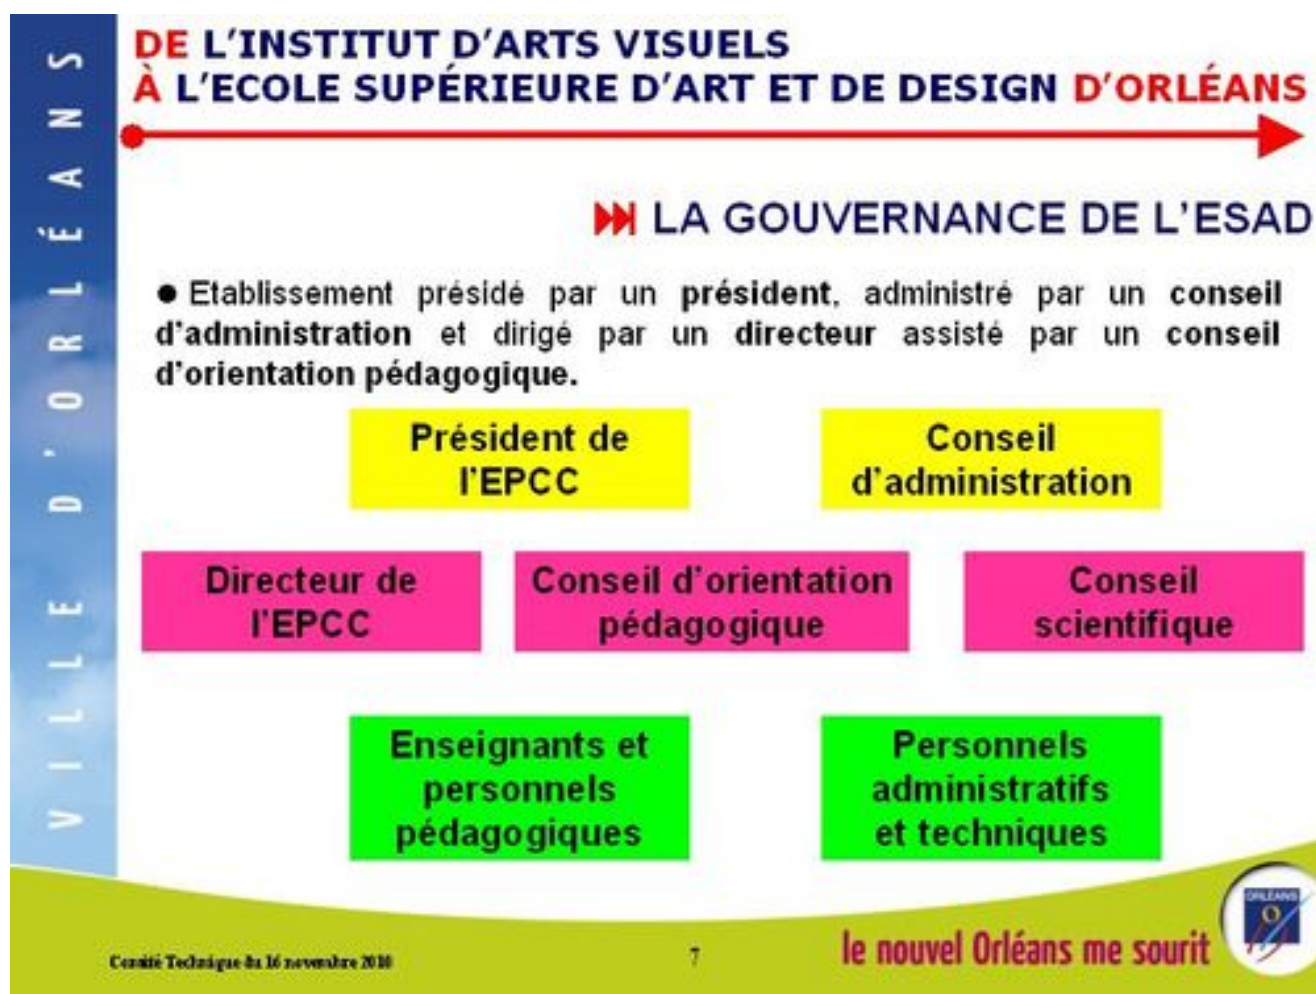 VILLE D'ORLÉANS
DE L'INSTITUT D'ARTS VISUELS
À L'ECOLE SUPÉRIEURE D'ART ET DE DESIGN D'ORLÉANS
LA GOUVERNANCE DE L'ESAD
● Etablissement présidé par un président, administré par un conseil
d'administration et dirigé par un directeur assisté par un conseil
d'orientation pédagogique.
Président de
l'EPCC
Conseil
d'administration
Directeur de
l'EPCC
Conseil d'orientation
pédagogique
Conseil
scientifique
Enseignants et
personnels
pédagogiques
Personnels
administratifs
et techniques
Comité Technique du 16 novembre 2010
7
le nouvel Orléans me sourit
ORLÉANS